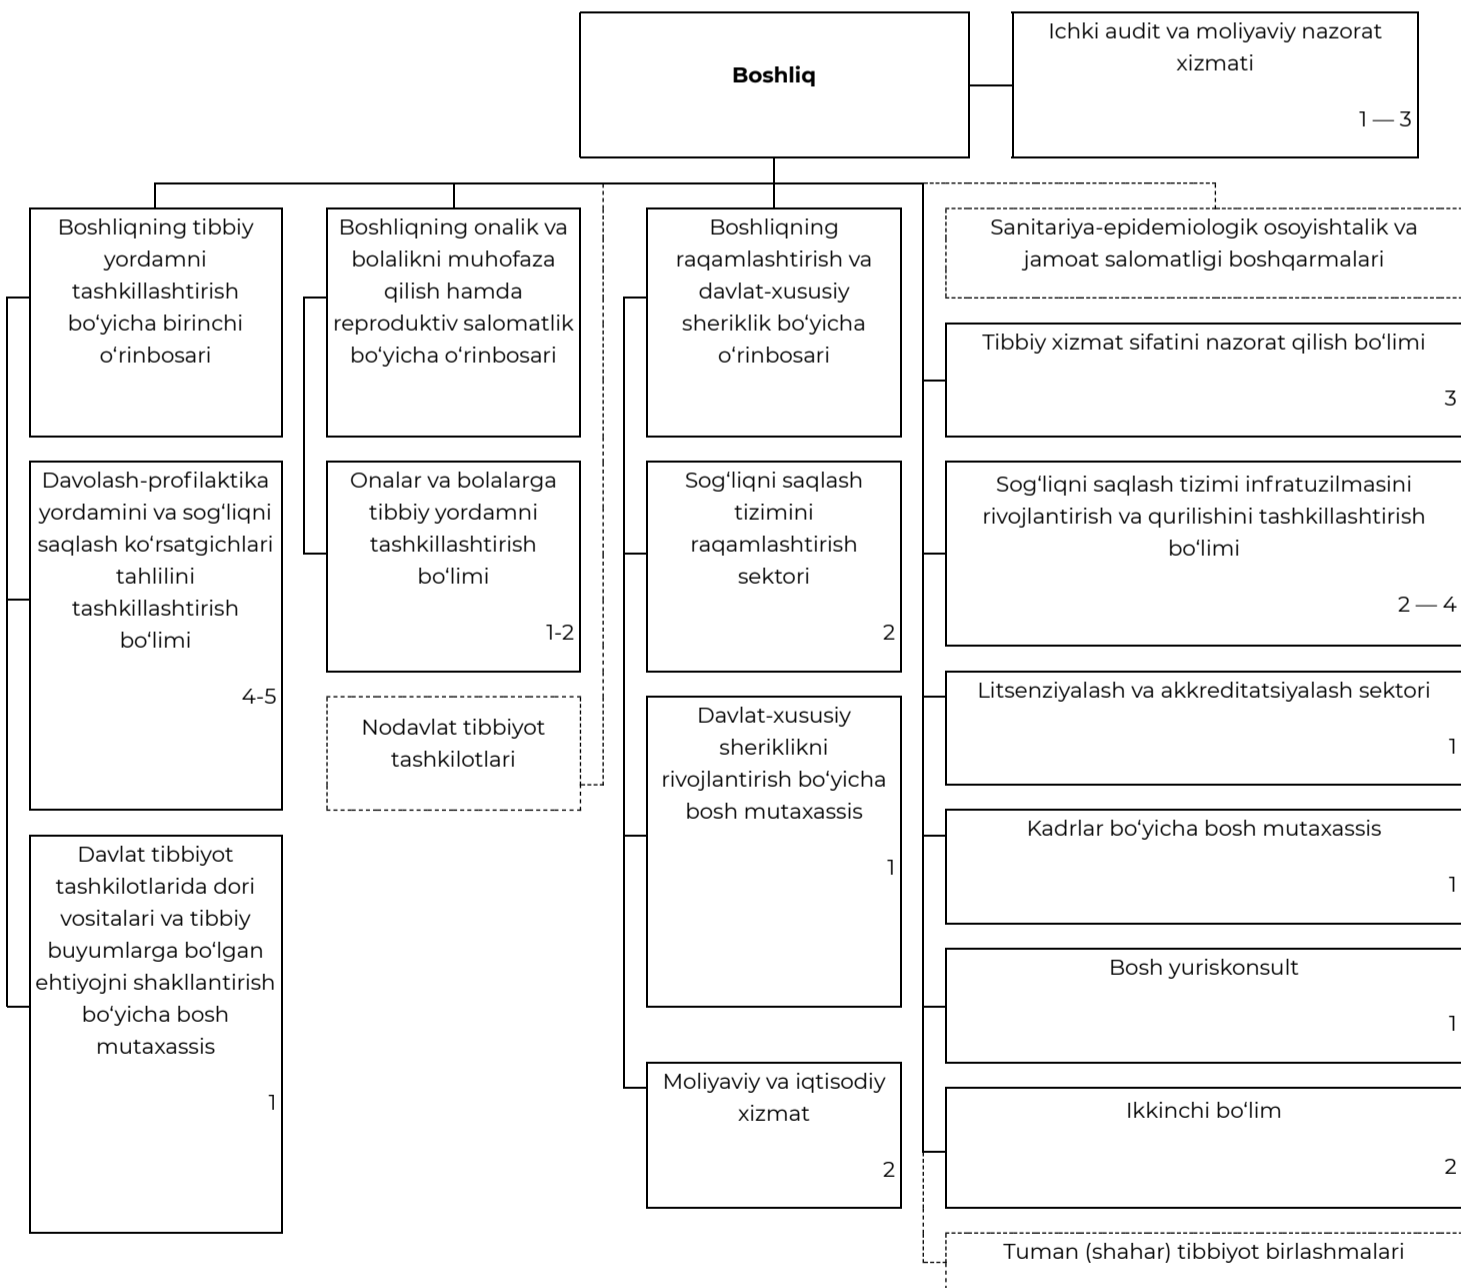 Boshliq
Ichki audit va moliyaviy nazorat
xizmati
1 — 3
Boshliqning tibbiy
yordamni
tashkillashtirish
bo‘yicha birinchi
o‘rinbosari
Boshliqning onalik va
bolalikni muhofaza
qilish hamda
reproduktiv salomatlik
bo‘yicha o‘rinbosari
Boshliqning
raqamlashtirish va
davlat-xususiy
sheriklik bo‘yicha
o‘rinbosari
Sanitariya-epidemiologik osoyishtalik va
jamoat salomatligi boshqarmalari
Tibbiy xizmat sifatini nazorat qilish bo‘limi
3
Davolash-profilaktika
yordamini va sog‘liqni
saqlash ko‘rsatgichlari
tahlilini
tashkillashtirish
bo‘limi
4-5
Onalar va bolalarga
tibbiy yordamni
tashkillashtirish
bo‘limi
1-2
Sog‘liqni saqlash
tizimini
raqamlashtirish
sektori
2
Sog‘liqni saqlash tizimi infratuzilmasini
rivojlantirish va qurilishini tashkillashtirish
bo‘limi
2 — 4
Nodavlat tibbiyot
tashkilotlari
Davlat-xususiy
sheriklikni
rivojlantirish bo‘yicha
bosh mutaxassis
1
Litsenziyalash va akkreditatsiyalash sektori
1
Kadrlar bo‘yicha bosh mutaxassis
1
Davlat tibbiyot
tashkilotlarida dori
vositalari va tibbiy
buyumlarga bo‘lgan
ehtiyojni shakllantirish
bo‘yicha bosh
mutaxassis
1
Bosh yuriskonsult
1
Moliyaviy va iqtisodiy
xizmat
2
Ikkinchi bo‘lim
2
Tuman (shahar) tibbiyot birlashmalari